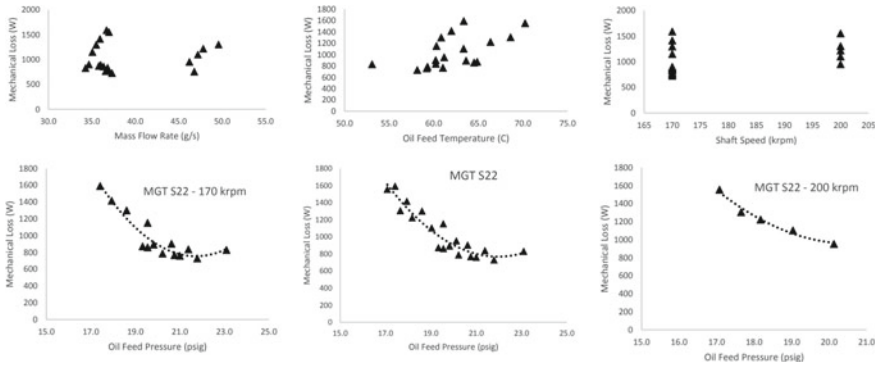 2000
1500
1000
500
0
Mechanical Loss (W)
30.0 35.0 40.0 45.0 50.0 55.0
Mass Flow Rate (g/s)
2000
1500
1000
500
0
Mechanical Loss (W)
50.0 55.0 60.0 65.0 70.0 75.0
Oil Feed Temperature (C)
2000
1500
1000
500
0
Mechanical Loss (W)
165 170 175 180 185 190 195 200 205
Shaft Speed (krpm)
MGT S22 - 170 krpm
1800
1600
1400
1200
1000
800
600
400
200
0
Mechanical Loss (W)
15.0 17.0 19.0 21.0 23.0 25.0
Oil Feed Pressure (psig)
MGT S22
1800
1600
1400
1200
1000
800
600
400
200
0
Mechanical Loss (W)
15.0 17.0 19.0 21.0 23.0 25.0
Oil Feed Pressure (psig)
MGT S22 - 200 krpm
1800
1600
1400
1200
1000
800
600
400
200
0
Mechanical Loss (W)
15.0 16.0 17.0 18.0 19.0 20.0 21.0
Oil Feed Pressure (psig)